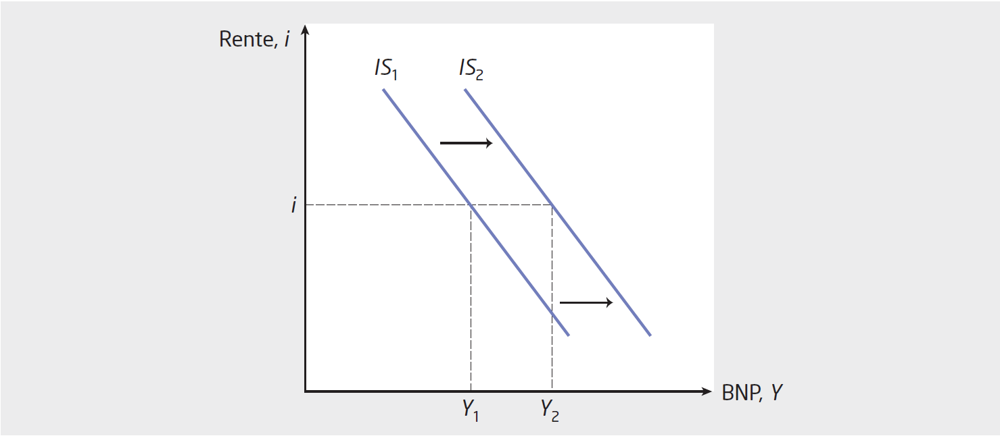 Rente, i
IS₁
IS₂
i
Y₁
Y₂
BNP, Y